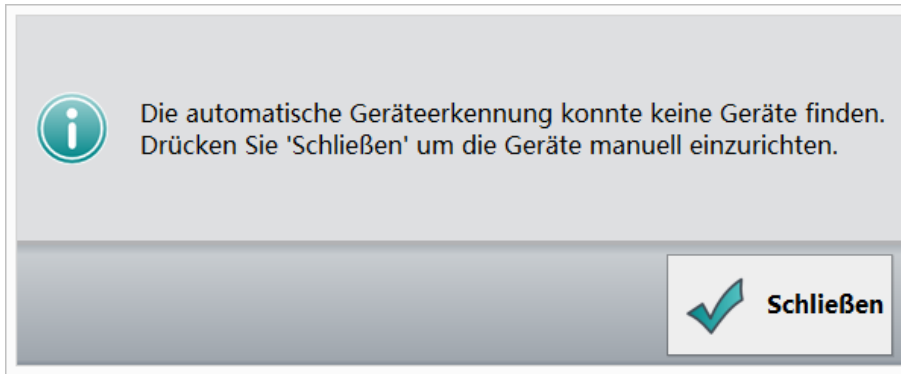 Die automatische Geräteerkennung konnte keine Geräte finden.
Drücken Sie 'Schließen' um die Geräte manuell einzurichten.
Schließen